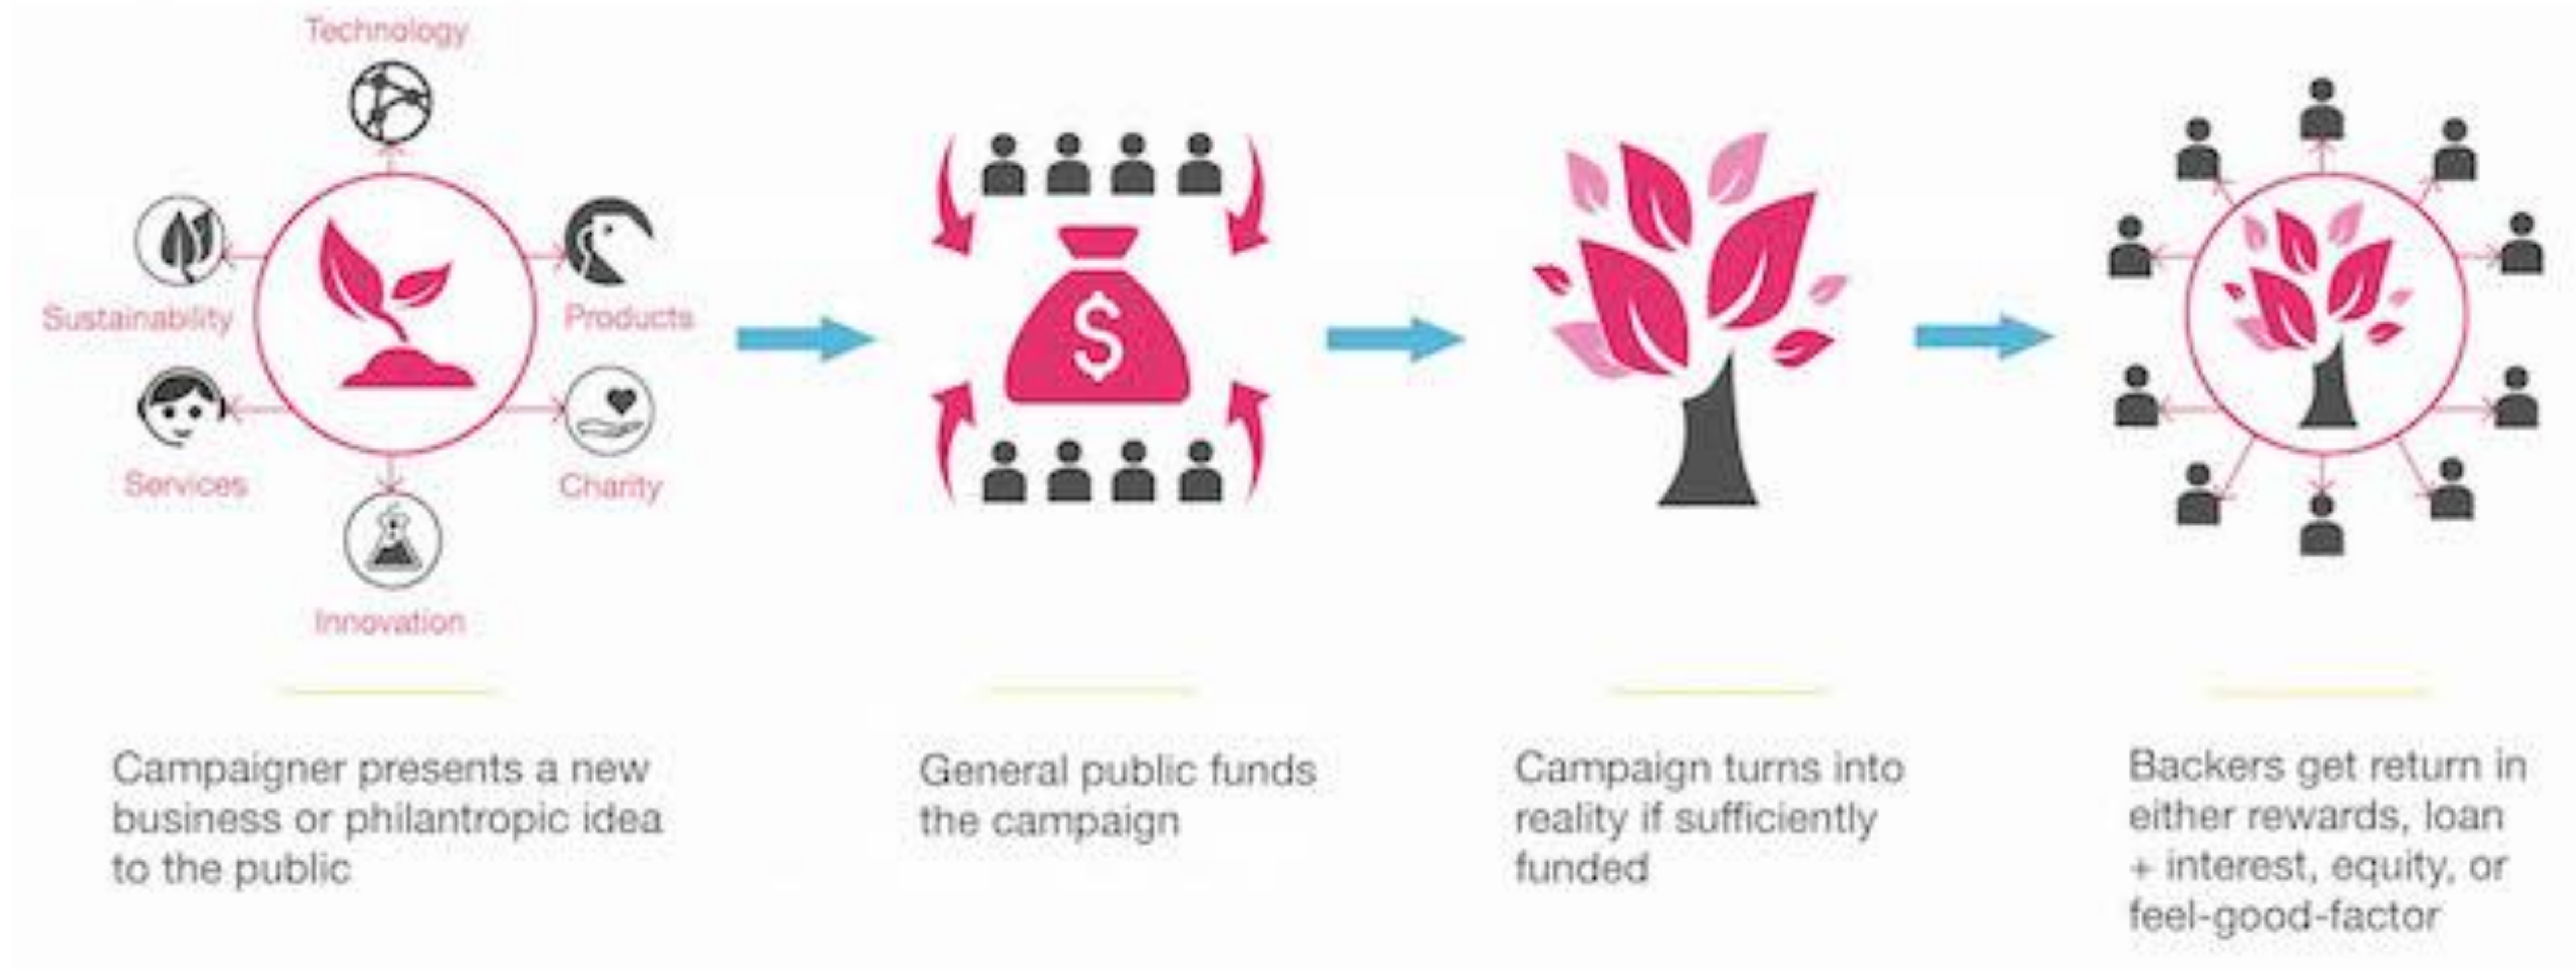 Technology
Sustainability
Products
Services
Charity
Innovation
$
Campaigner presents a new
business or philantropic idea
to the public
General public funds
the campaign
Campaign turns into
reality if sufficiently
funded
Backers get return in
either rewards, loan
+ interest, equity, or
feel-good-factor